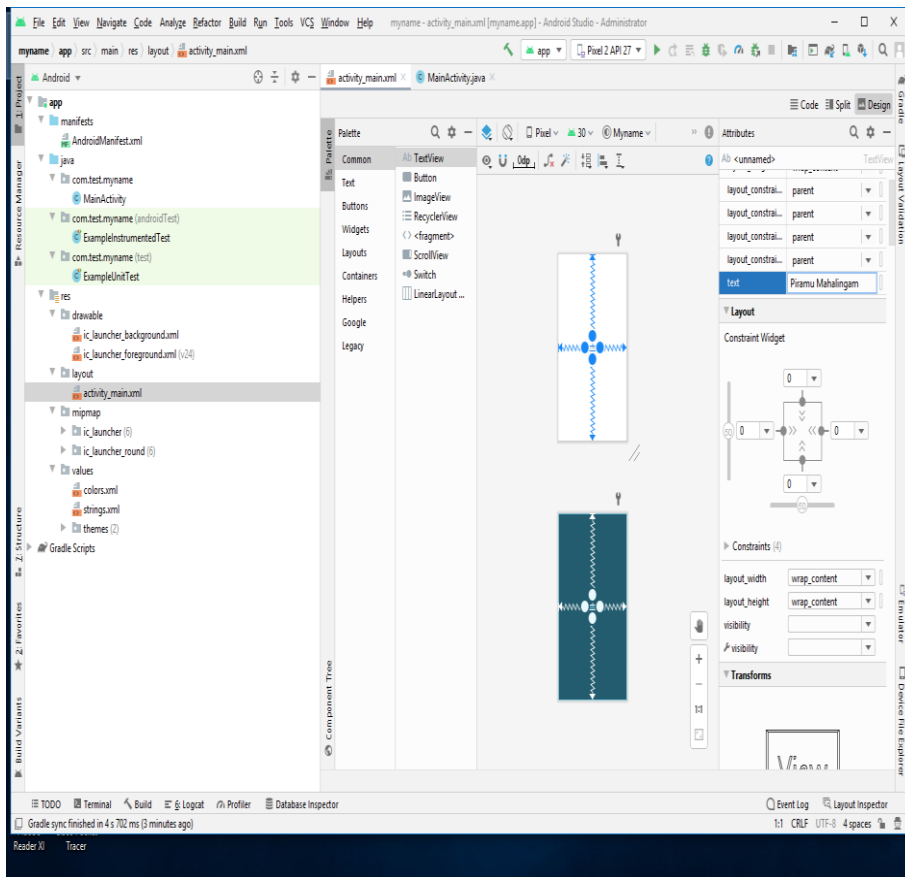 File Edit View Navigate Code Analyze Refactor Build Run Tools VCS Window Help myname - activity_main.xml [myname.app] - Android Studio - Administrator
myname app src main res layout activity_main.xml app Pixel 2 API 27
1: Project
Resource Manager
Z: Structure
2: Favorites
Build Variants
Android
app
manifests
AndroidManifest.xml
java
com.test.myname
MainActivity
com.test.myname (androidTest)
ExampleInstrumentedTest
com.test.myname (test)
ExampleUnitTest
res
drawable
ic_launcher_background.xml
ic_launcher_foreground.xml (v24)
layout
activity_main.xml
mipmap
ic_launcher (6)
ic_launcher_round (6)
values
colors.xml
strings.xml
themes (2)
Gradle Scripts
activity_main.xml MainActivity.java
Code Split Design
Palette
Component Tree
Palette
Common
Text
Buttons
Widgets
Layouts
Containers
Helpers
Google
Legacy
Ab TextView
Button
ImageView
RecyclerView
<fragment>
ScrollView
Switch
LinearLayout ...
Pixel 30 Myname
0dp
1:1
Attributes
Ab <unnamed> TextView
layout_constrai... parent
layout_constrai... parent
layout_constrai... parent
layout_constrai... parent
text Piramu Mahalingam
Layout
Constraint Widget
0
50 0 0
0
50
Constraints (4)
layout_width wrap_content
layout_height wrap_content
visibility
visibility
Transforms
View
Gradle
Layout Validation
Emulator
Device File Explorer
TODO Terminal Build 6: Logcat Profiler Database Inspector Event Log Layout Inspector
Gradle sync finished in 4 s 702 ms (3 minutes ago) 1:1 CRLF UTF-8 4 spaces
Reader XI Tracer